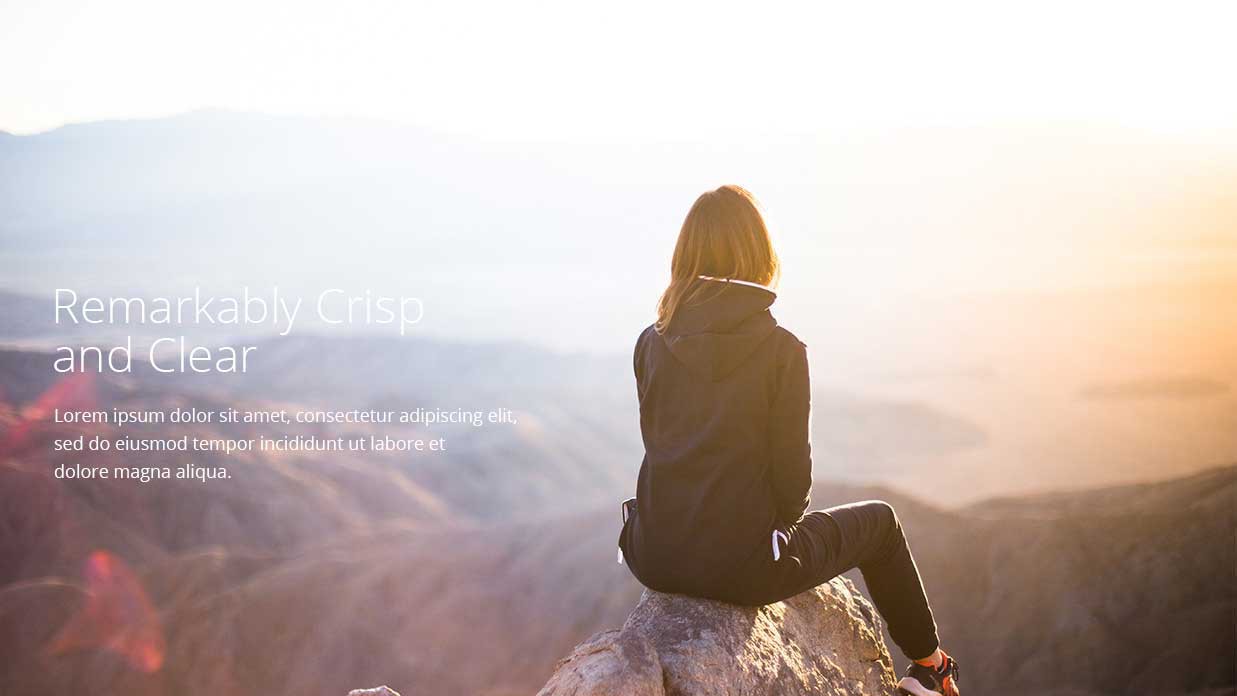 Remarkably Crisp
and Clear
Lorem ipsum dolor sit amet, consectetur adipiscing elit,
sed do eiusmod tempor incididunt ut labore et
dolore magna aliqua.